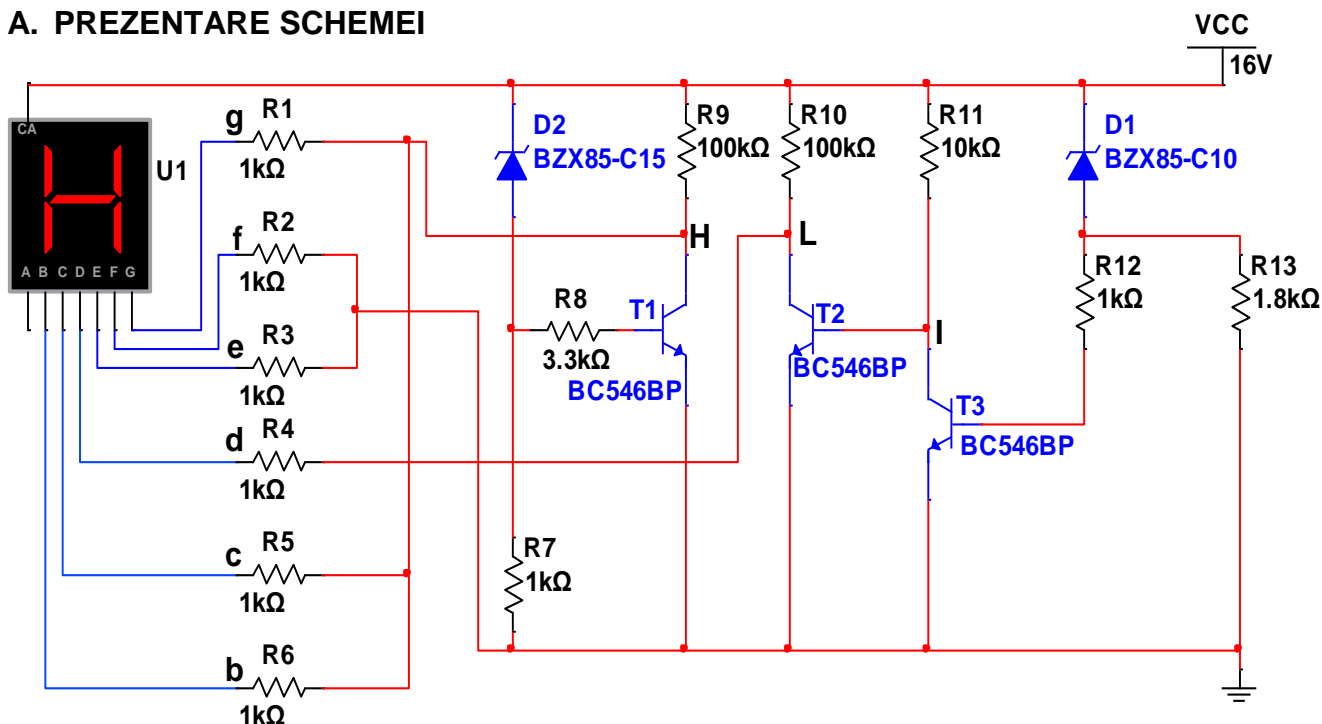 A. PREZENTARE SCHEMEI
VCC
16V
CA
U1
A B C D E F G
g
R1
1kΩ
f
R2
1kΩ
e
R3
1kΩ
d
R4
1kΩ
c
R5
1kΩ
b
R6
1kΩ
D2
BZX85-C15
R9
100kΩ
R10
100kΩ
R11
10kΩ
D1
BZX85-C10
H
L
R8
3.3kΩ
T1
BC546BP
T2
BC546BP
I
T3
BC546BP
R12
1kΩ
R13
1.8kΩ
R7
1kΩ